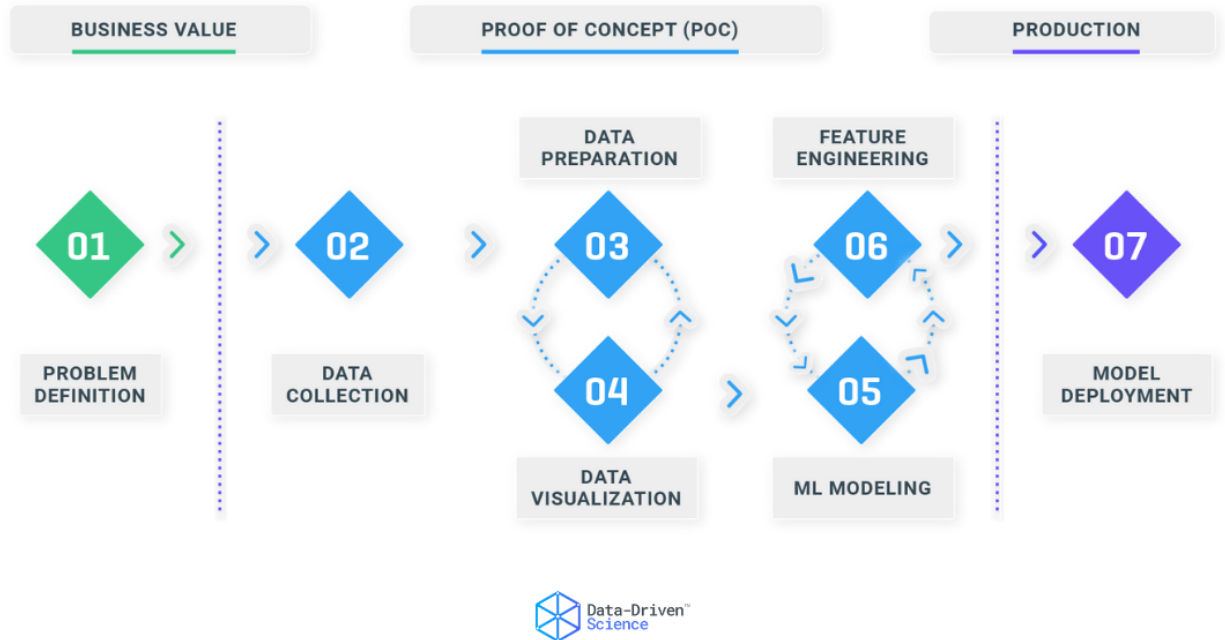 BUSINESS VALUE
PROOF OF CONCEPT (POC)
PRODUCTION
01
PROBLEM
DEFINITION
02
DATA
COLLECTION
DATA
PREPARATION
03
04
DATA
VISUALIZATION
FEATURE
ENGINEERING
06
05
ML MODELING
07
MODEL
DEPLOYMENT
Data-Driven™
Science